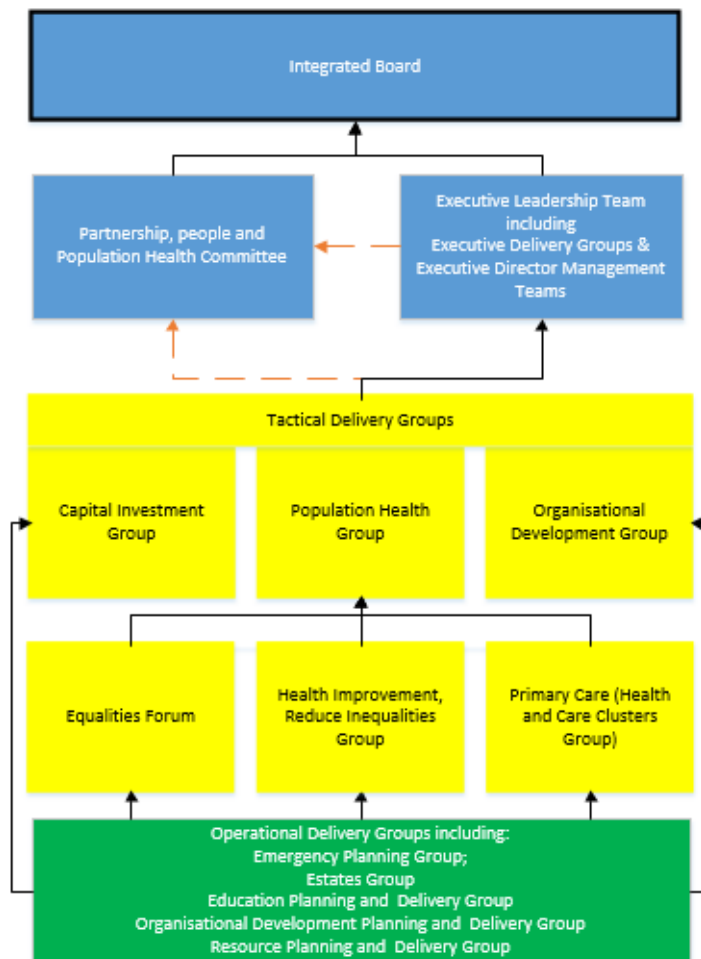 Integrated Board
Partnership, people and
Population Health Committee
Executive Leadership Team
including
Executive Delivery Groups &
Executive Director Management
Teams
Tactical Delivery Groups
Capital Investment
Group
Population Health
Group
Organisational
Development Group
Equalities Forum
Health Improvement,
Reduce Inequalities
Group
Primary Care (Health
and Care Clusters
Group)
Operational Delivery Groups including:
Emergency Planning Group;
Estates Group
Education Planning and Delivery Group
Organisational Development Planning and Delivery Group
Resource Planning and Delivery Group